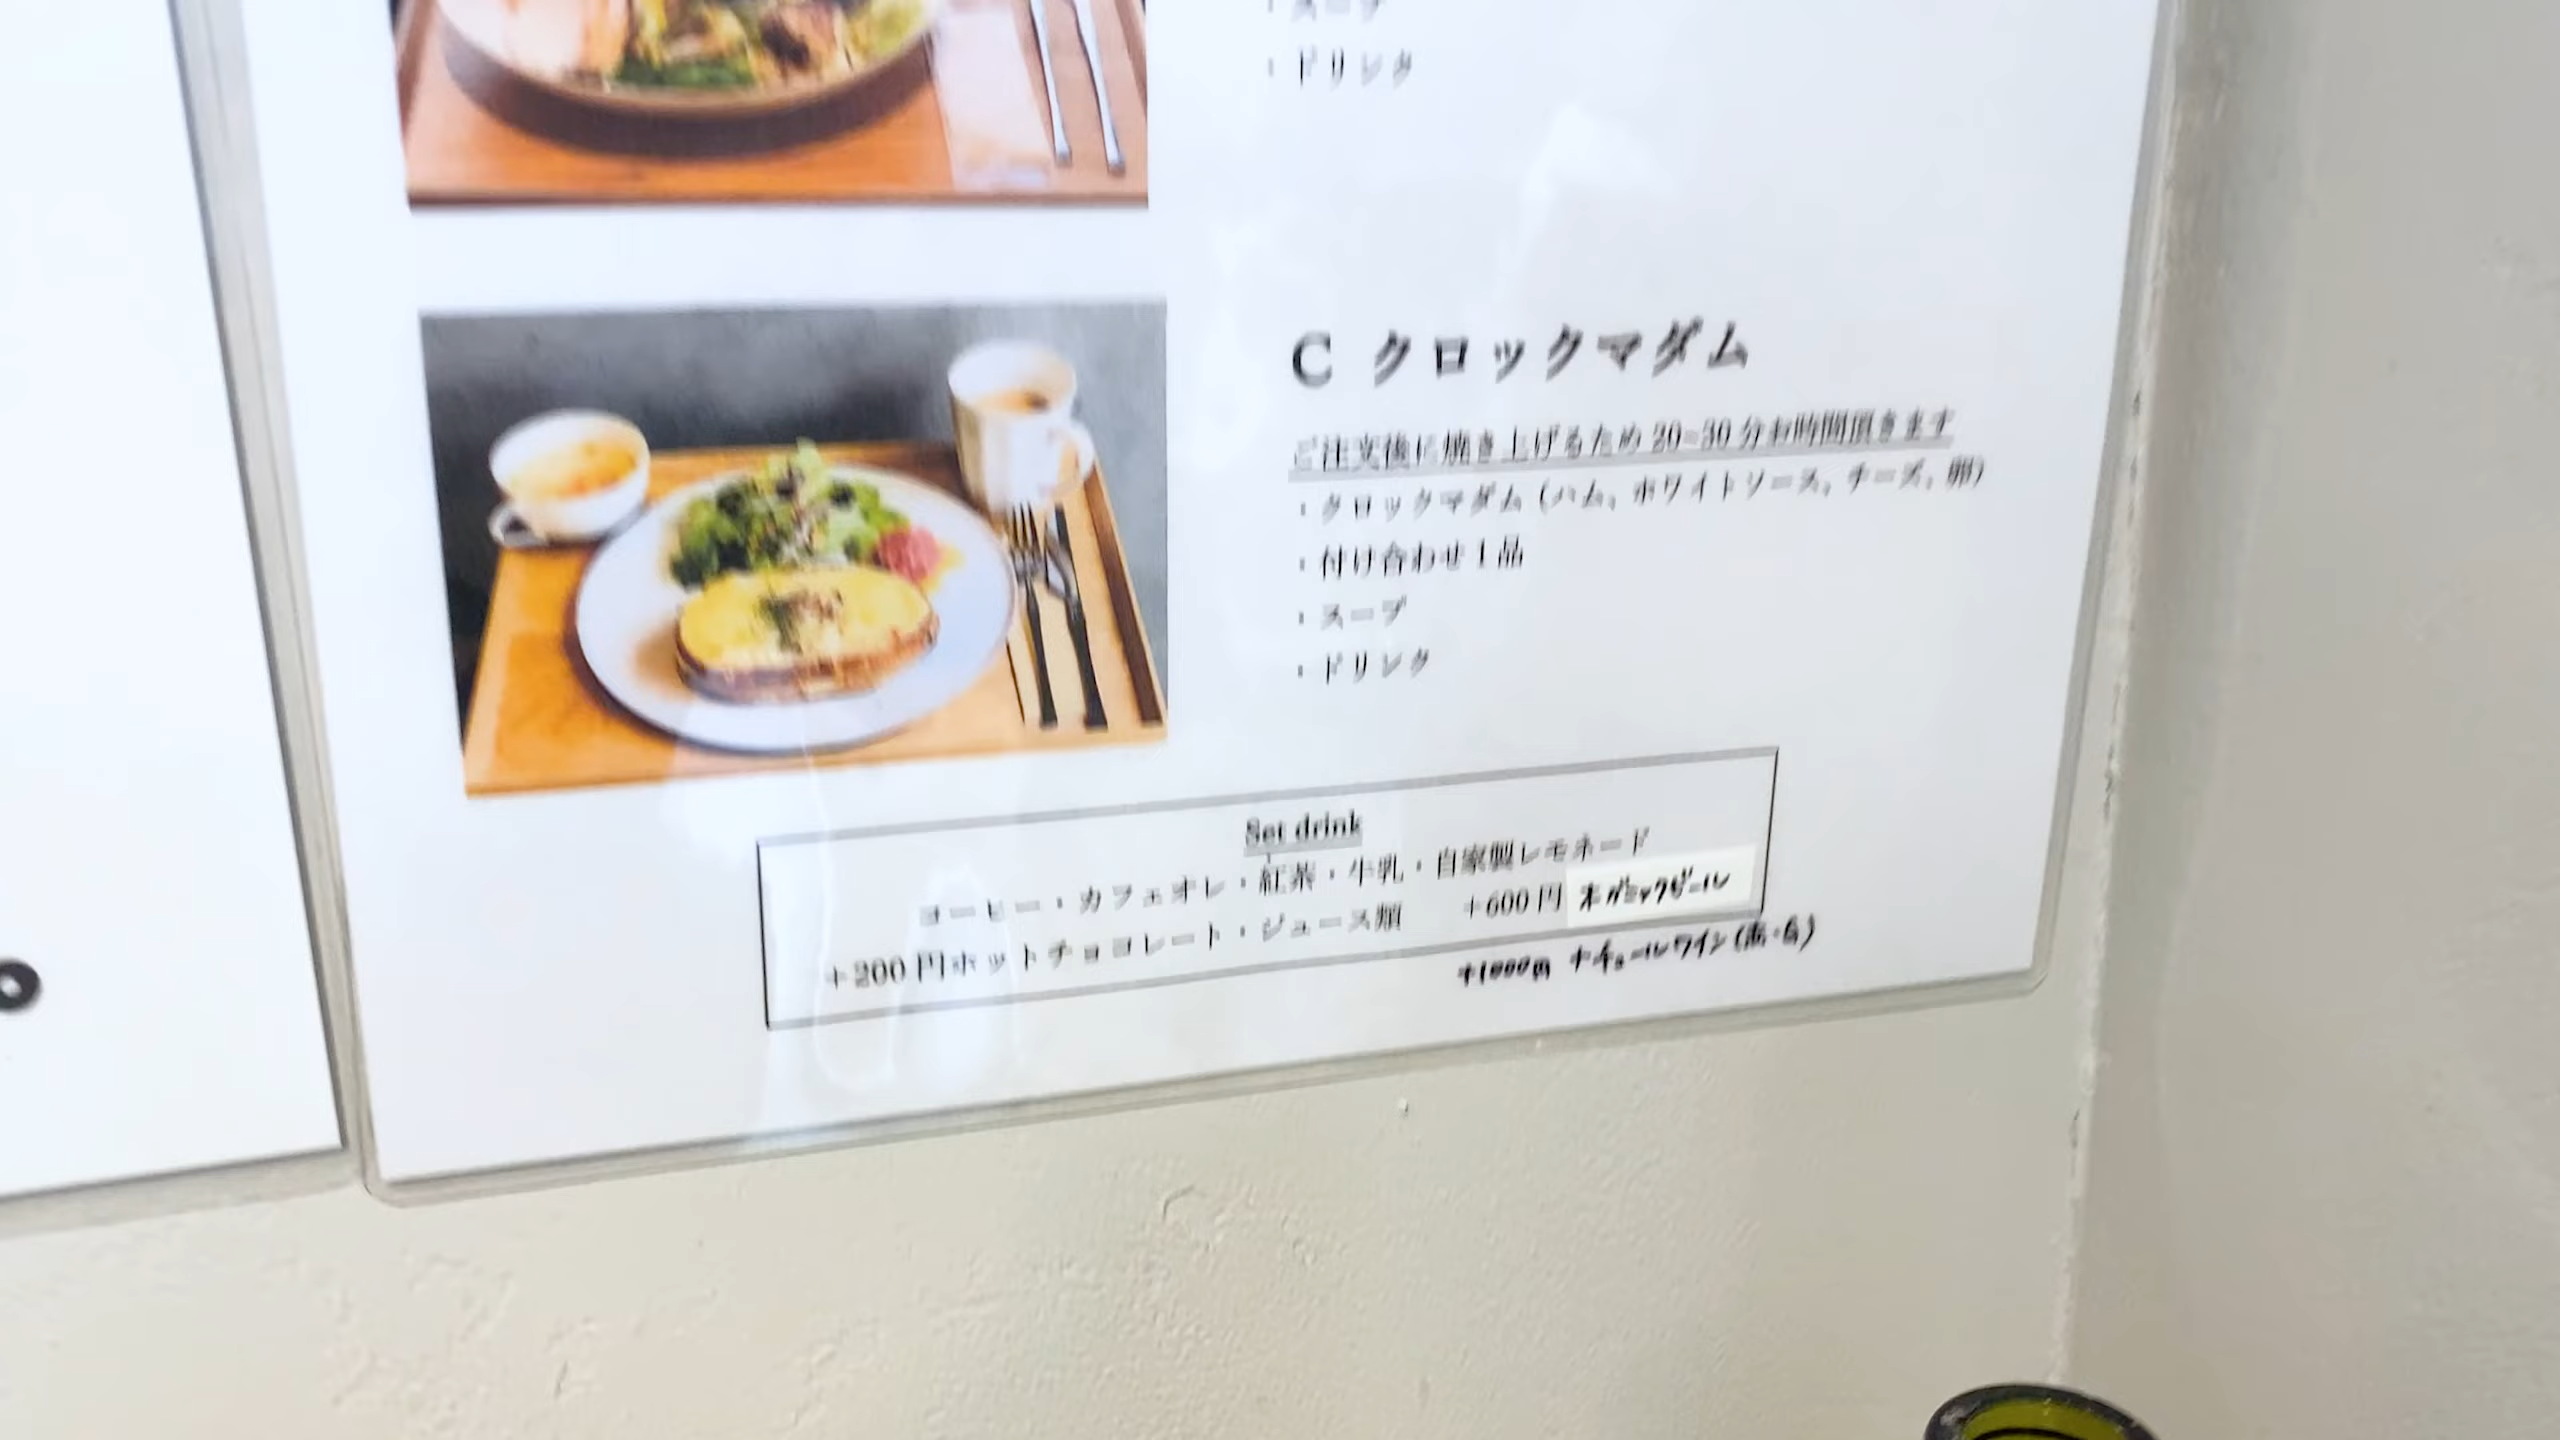 ・スープ
・ドリンク
C クロックマダム
ご注文後に焼き上げるため20-30分お時間頂きます
・クロックマダム（ハム、ホワイトソース、チーズ、卵）
・付け合わせ1品
・スープ
・ドリンク
Set drink
コーヒー・カフェオレ・紅茶・牛乳・自家製レモネード
+200円ホットチョコレート・ジュース類 +600円 オガニックビール
+1000円 ナチュールワイン(赤・白)